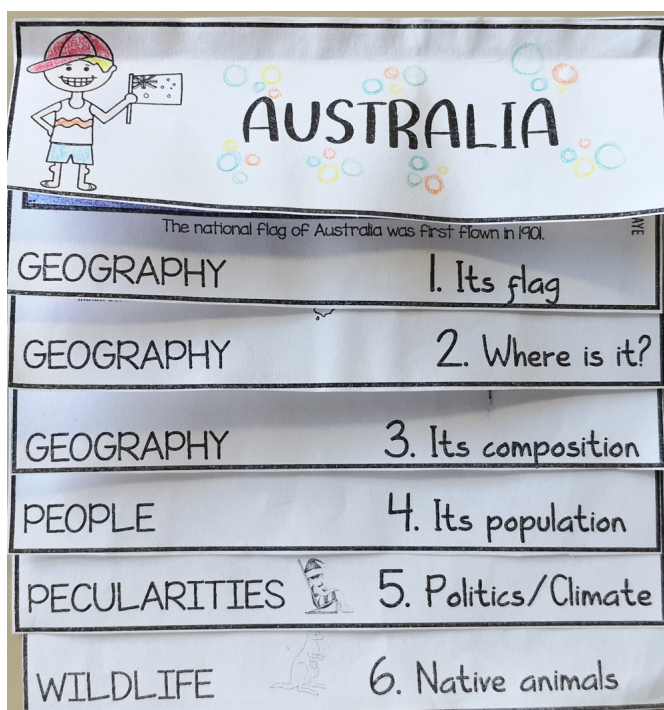 AUSTRALIA
The national flag of Australia was first flown in 1901.
GEOGRAPHY 1. Its flag
GEOGRAPHY 2. Where is it?
GEOGRAPHY 3. Its composition
PEOPLE 4. Its population
PECULARITIES 5. Politics/Climate
WILDLIFE 6. Native animals